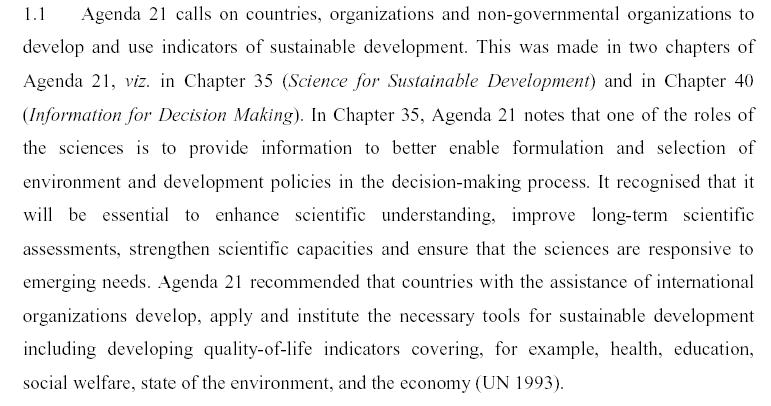 1.1 Agenda 21 calls on countries, organizations and non-governmental organizations to
develop and use indicators of sustainable development. This was made in two chapters of
Agenda 21, viz. in Chapter 35 (Science for Sustainable Development) and in Chapter 40
(Information for Decision Making). In Chapter 35, Agenda 21 notes that one of the roles of
the sciences is to provide information to better enable formulation and selection of
environment and development policies in the decision-making process. It recognised that it
will be essential to enhance scientific understanding, improve long-term scientific
assessments, strengthen scientific capacities and ensure that the sciences are responsive to
emerging needs. Agenda 21 recommended that countries with the assistance of international
organizations develop, apply and institute the necessary tools for sustainable development
including developing quality-of-life indicators covering, for example, health, education,
social welfare, state of the environment, and the economy (UN 1993).